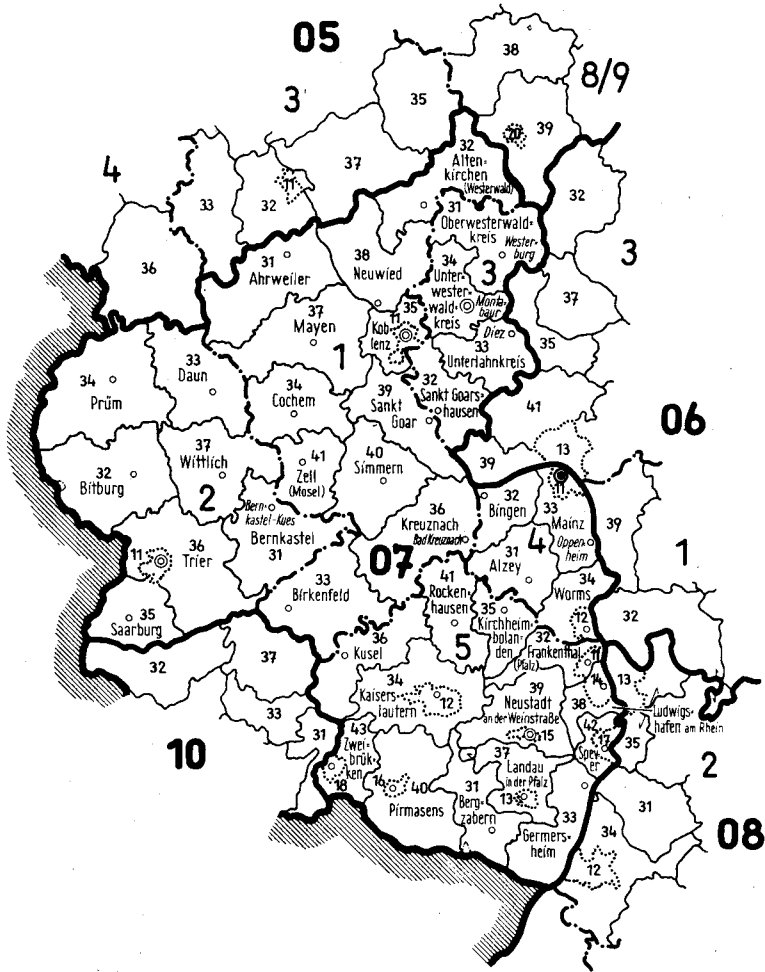 05
38
8/9
35
3
20
39
37
4
32
Alten=
kirchen
(Westerwald)
11
32
33
32
31
Oberwesterwald-
kreis
Wester-
burg
3
36
31
Ahrweiler
38
Neuwied
34
Unter-
wester-
wald-
kreis
3
Monta-
baur
37
37
Mayen
11
35
Kob-
lenz
Diez
33
Unterlahnkreis
35
1
33
Daun
34
Prüm
34
Cochem
39
Sankt
Goar
32
Sankt Goars-
hausen
41
06
13
37
Wittlich
41
Zell
(Mosel)
40
Simmern
39
11
32
Bitburg
2
Bern-
kastel-Kues
Bernkastel
31
36
Kreuznach
Bad Kreuznach
32
Bingen
33
Mainz
Oppen-
heim
39
11
36
Trier
07
31
Alzey
4
1
33
Birkenfeld
41
Rocken-
hausen
34
Worms
35
Saarburg
35
Kirchheim-
bolan-
den
12
32
36
Kusel
5
32
Frankenthal
(Pfalz)
11
32
37
34
Kaisers-
lautern
12
39
Neustadt
an der Weinstraße
15
14
13
38
Ludwigs-
hafen am Rhein
33
31
43
Zwei-
brük-
ken
42
17
Spey-
er
35
10
18
16
40
Pirmasens
31
Berg-
zabern
37
Landau
in der Pfalz
13
2
33
Germers-
heim
31
34
08
12